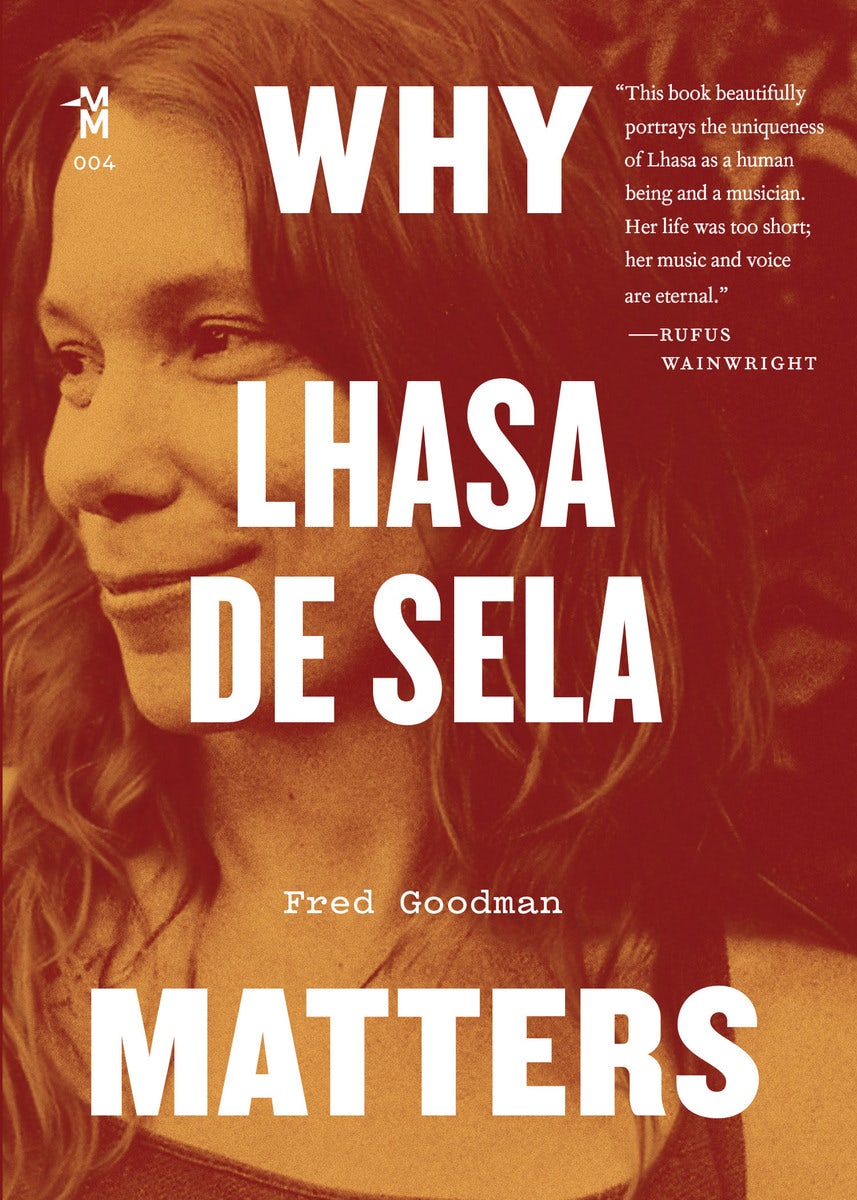 MM
004
WHY
“This book beautifully
portrays the uniqueness
of Lhasa as a human
being and a musician.
Her life was too short;
her music and voice
are eternal.”
—RUFUS
WAINWRIGHT
LHASA
DE SELA
Fred Goodman
MATTERS